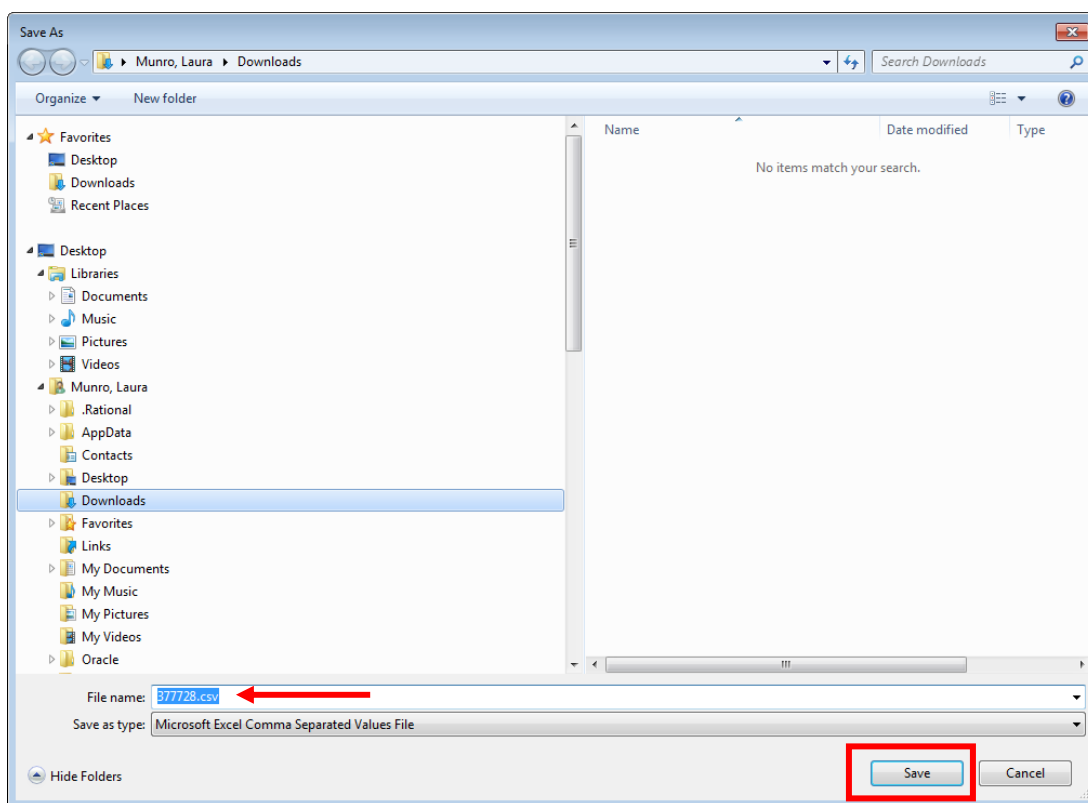 Save As
Munro, Laura Downloads
Search Downloads
Organize
New folder
Favorites
Desktop
Downloads
Recent Places
Desktop
Libraries
Documents
Music
Pictures
Videos
Munro, Laura
.Rational
AppData
Contacts
Desktop
Downloads
Favorites
Links
My Documents
My Music
My Pictures
My Videos
Oracle
Name Date modified Type
No items match your search.
File name: 377728.csv
Save as type: Microsoft Excel Comma Separated Values File
Hide Folders
Save
Cancel